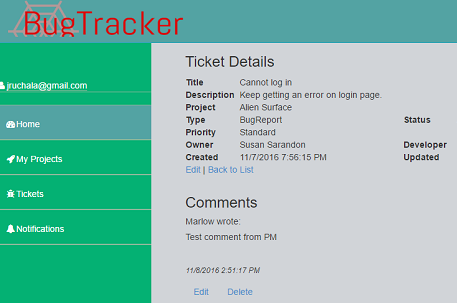 BugTracker
jruchala@gmail.com
Home
My Projects
Tickets
Notifications
Ticket Details
Title Cannot log in
Description Keep getting an error on login page.
Project Alien Surface
Type BugReport Status
Priority Standard
Owner Susan Sarandon Developer
Created 11/7/2016 7:56:15 PM Updated
Edit | Back to List
Comments
Marlow wrote:
Test comment from PM
11/8/2016 2:51:17 PM
Edit Delete